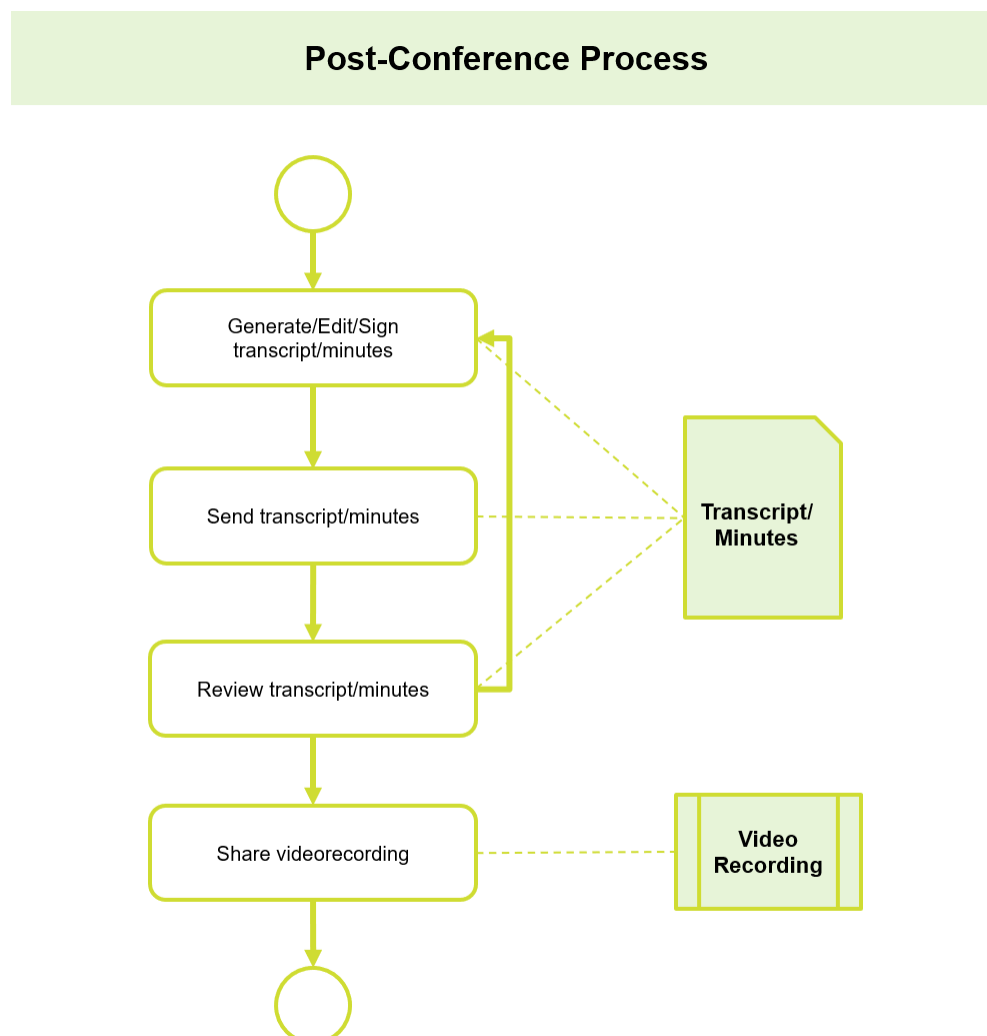 Post-Conference Process
Generate/Edit/Sign
transcript/minutes
Send transcript/minutes
Transcript/
Minutes
Review transcript/minutes
Share videorecording
Video
Recording